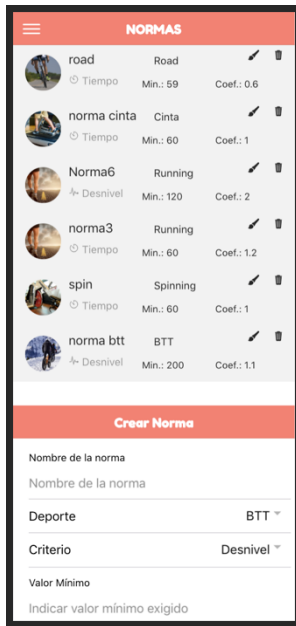 NORMAS
road Road
Tiempo Min.: 59 Coef.: 0.6
norma cinta Cinta
Tiempo Min.: 60 Coef.: 1
Norma6 Running
Desnivel Min.: 120 Coef.: 2
norma3 Running
Tiempo Min.: 60 Coef.: 1.2
spin Spinning
Tiempo Min.: 60 Coef.: 1
norma btt BTT
Desnivel Min.: 200 Coef.: 1.1
Crear Norma
Nombre de la norma
Nombre de la norma
Deporte BTT
Criterio Desnivel
Valor Mínimo
Indicar valor mínimo exigido